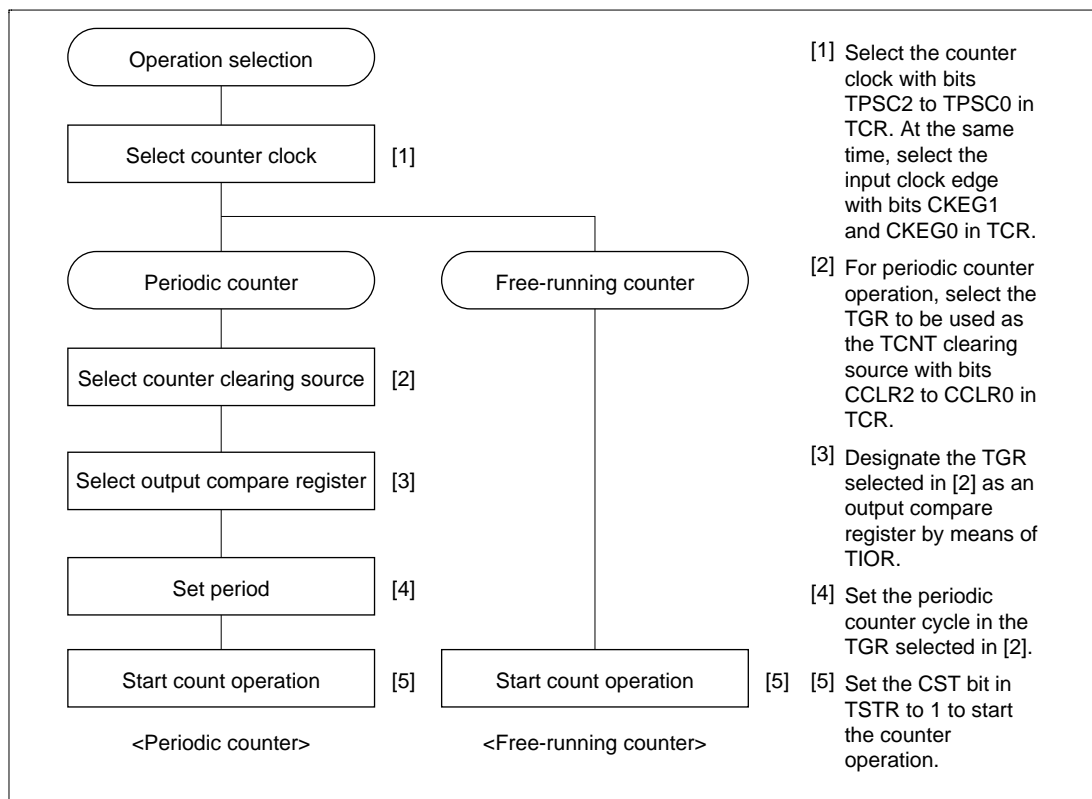 Operation selection
Select counter clock [1]
Periodic counter
Free-running counter
Select counter clearing source [2]
Select output compare register [3]
Set period [4]
Start count operation [5]
Start count operation [5]
<Periodic counter>
<Free-running counter>
[1] Select the counter
clock with bits
TPSC2 to TPSC0 in
TCR. At the same
time, select the
input clock edge
with bits CKEG1
and CKEG0 in TCR.
[2] For periodic counter
operation, select the
TGR to be used as
the TCNT clearing
source with bits
CCLR2 to CCLR0 in
TCR.
[3] Designate the TGR
selected in [2] as an
output compare
register by means of
TIOR.
[4] Set the periodic
counter cycle in the
TGR selected in [2].
[5] Set the CST bit in
TSTR to 1 to start
the counter
operation.